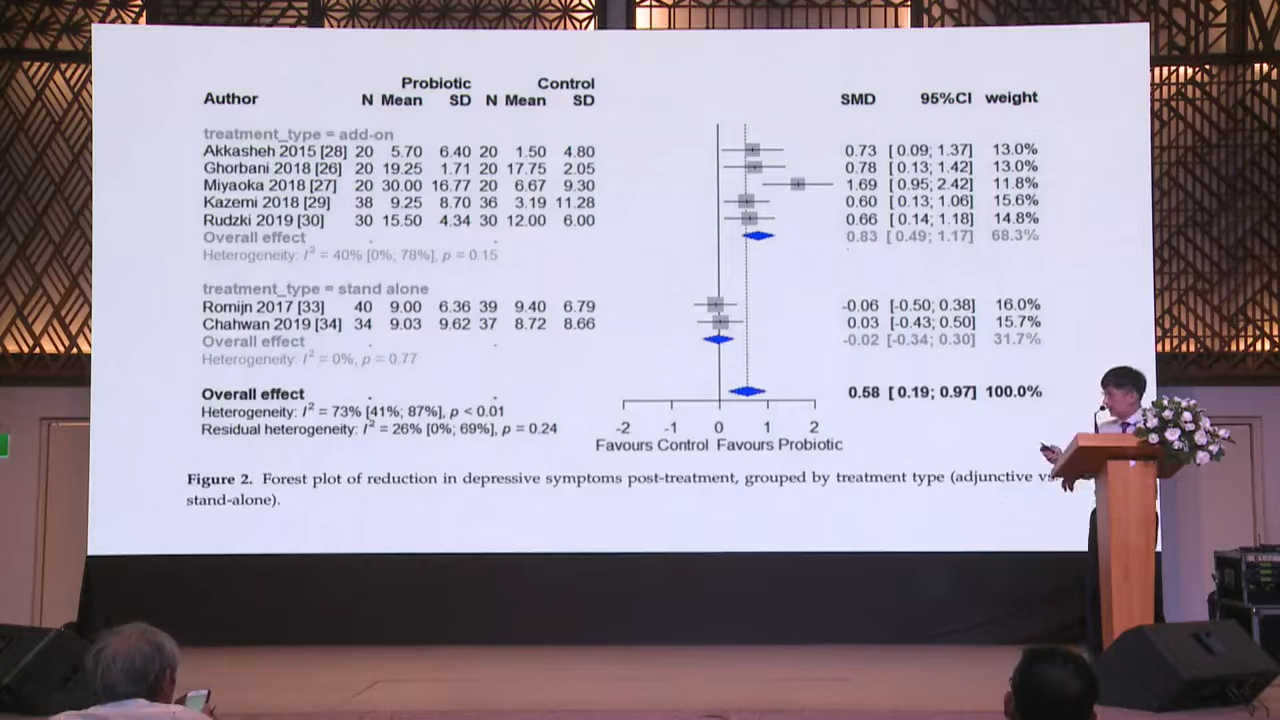 Probiotic Control
Author N Mean SD N Mean SD SMD 95%CI weight
treatment_type = add-on
Akkasheh 2015 [28] 20 5.70 6.40 20 1.50 4.80 0.73 [0.09; 1.37] 13.0%
Ghorbani 2018 [26] 20 19.25 1.71 20 17.75 2.05 0.78 [0.13; 1.42] 13.0%
Miyaoka 2018 [27] 20 30.00 16.77 20 6.67 9.30 1.69 [0.95; 2.42] 11.8%
Kazemi 2018 [29] 38 9.25 8.70 36 3.19 11.28 0.60 [0.13; 1.06] 15.6%
Rudzki 2019 [30] 30 15.50 4.34 30 12.00 6.00 0.66 [0.14; 1.18] 14.8%
Overall effect . . 0.83 [0.49; 1.17] 68.3%
Heterogeneity: I² = 40% [0%; 78%], p = 0.15
treatment_type = stand alone
Romijn 2017 [33] 40 9.00 6.36 39 9.40 6.79 -0.06 [-0.50; 0.38] 16.0%
Chahwan 2019 [34] 34 9.03 9.62 37 8.72 8.66 0.03 [-0.43; 0.50] 15.7%
Overall effect . . -0.02 [-0.34; 0.30] 31.7%
Heterogeneity: I² = 0%, p = 0.77
Overall effect . . 0.58 [0.19; 0.97] 100.0%
Heterogeneity: I² = 73% [41%; 87%], p < 0.01
Residual heterogeneity: I² = 26% [0%; 69%], p = 0.24
-2 -1 0 1 2
Favours Control Favours Probiotic
Figure 2. Forest plot of reduction in depressive symptoms post-treatment, grouped by treatment type (adjunctive vs.
stand-alone).